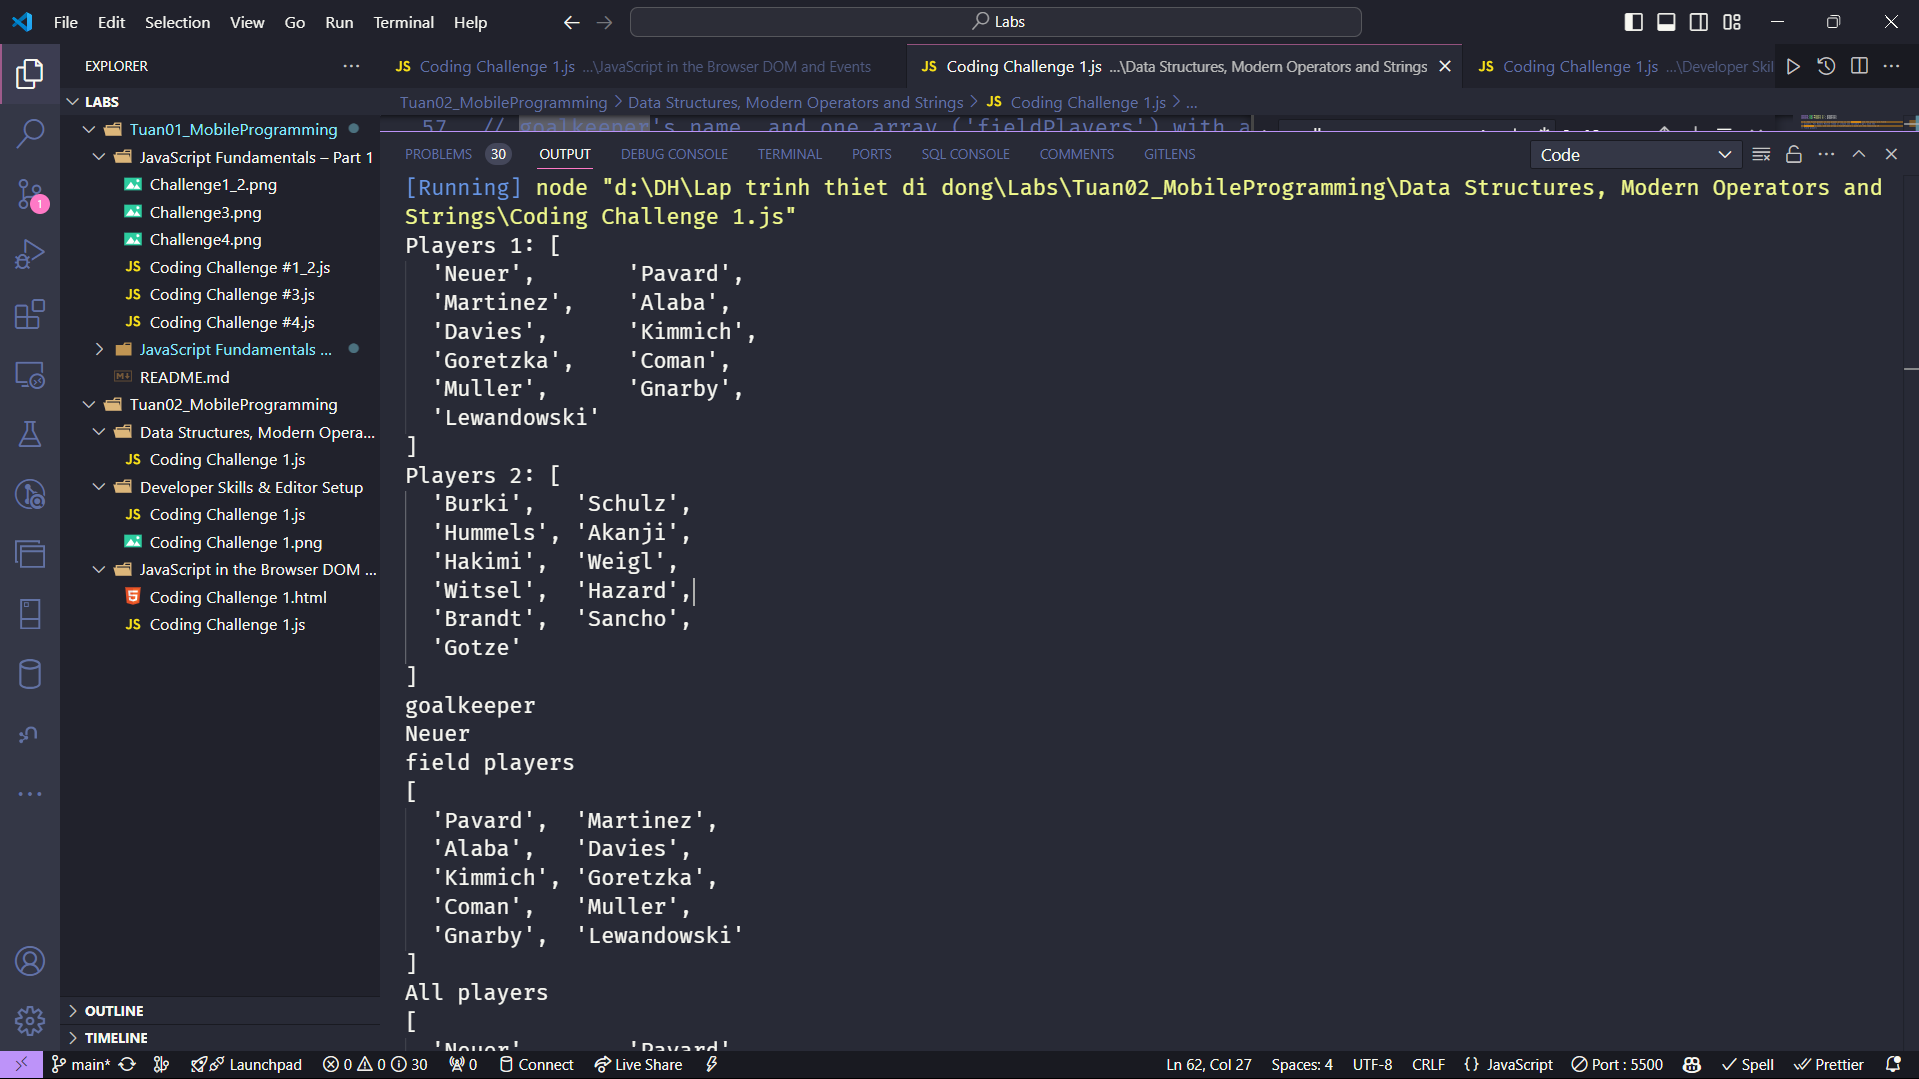 File Edit Selection View Go Run Terminal Help
Labs
EXPLORER
LABS
Tuan01_MobileProgramming
JavaScript Fundamentals – Part 1
Challenge1_2.png
Challenge3.png
Challenge4.png
JS Coding Challenge #1_2.js
JS Coding Challenge #3.js
JS Coding Challenge #4.js
JavaScript Fundamentals ...
README.md
Tuan02_MobileProgramming
Data Structures, Modern Opera...
JS Coding Challenge 1.js
Developer Skills & Editor Setup
JS Coding Challenge 1.js
Coding Challenge 1.png
JavaScript in the Browser DOM ...
Coding Challenge 1.html
JS Coding Challenge 1.js
OUTLINE
TIMELINE
JS Coding Challenge 1.js ...\JavaScript in the Browser DOM and Events
JS Coding Challenge 1.js ...\Data Structures, Modern Operators and Strings
JS Coding Challenge 1.js ...\Developer Skil
Tuan02_MobileProgramming > Data Structures, Modern Operators and Strings > JS Coding Challenge 1.js > ...
57 // goalkeeper's name, and one array ('fieldPlayers') with a
PROBLEMS 30 OUTPUT DEBUG CONSOLE TERMINAL PORTS SQL CONSOLE COMMENTS GITLENS
Code
[Running] node "d:\DH\Lap trinh thiet di dong\Labs\Tuan02_MobileProgramming\Data Structures, Modern Operators and
Strings\Coding Challenge 1.js"
Players 1: [
'Neuer', 'Pavard',
'Martinez', 'Alaba',
'Davies', 'Kimmich',
'Goretzka', 'Coman',
'Muller', 'Gnarby',
'Lewandowski'
]
Players 2: [
'Burki', 'Schulz',
'Hummels', 'Akanji',
'Hakimi', 'Weigl',
'Witsel', 'Hazard',
'Brandt', 'Sancho',
'Gotze'
]
goalkeeper
Neuer
field players
[
'Pavard', 'Martinez',
'Alaba', 'Davies',
'Kimmich', 'Goretzka',
'Coman', 'Muller',
'Gnarby', 'Lewandowski'
]
All players
[
'Neuer' 'Pavard'
main* Launchpad 0 0 30 0 Connect Live Share
Ln 62, Col 27 Spaces: 4 UTF-8 CRLF {} JavaScript Port : 5500 Spell Prettier